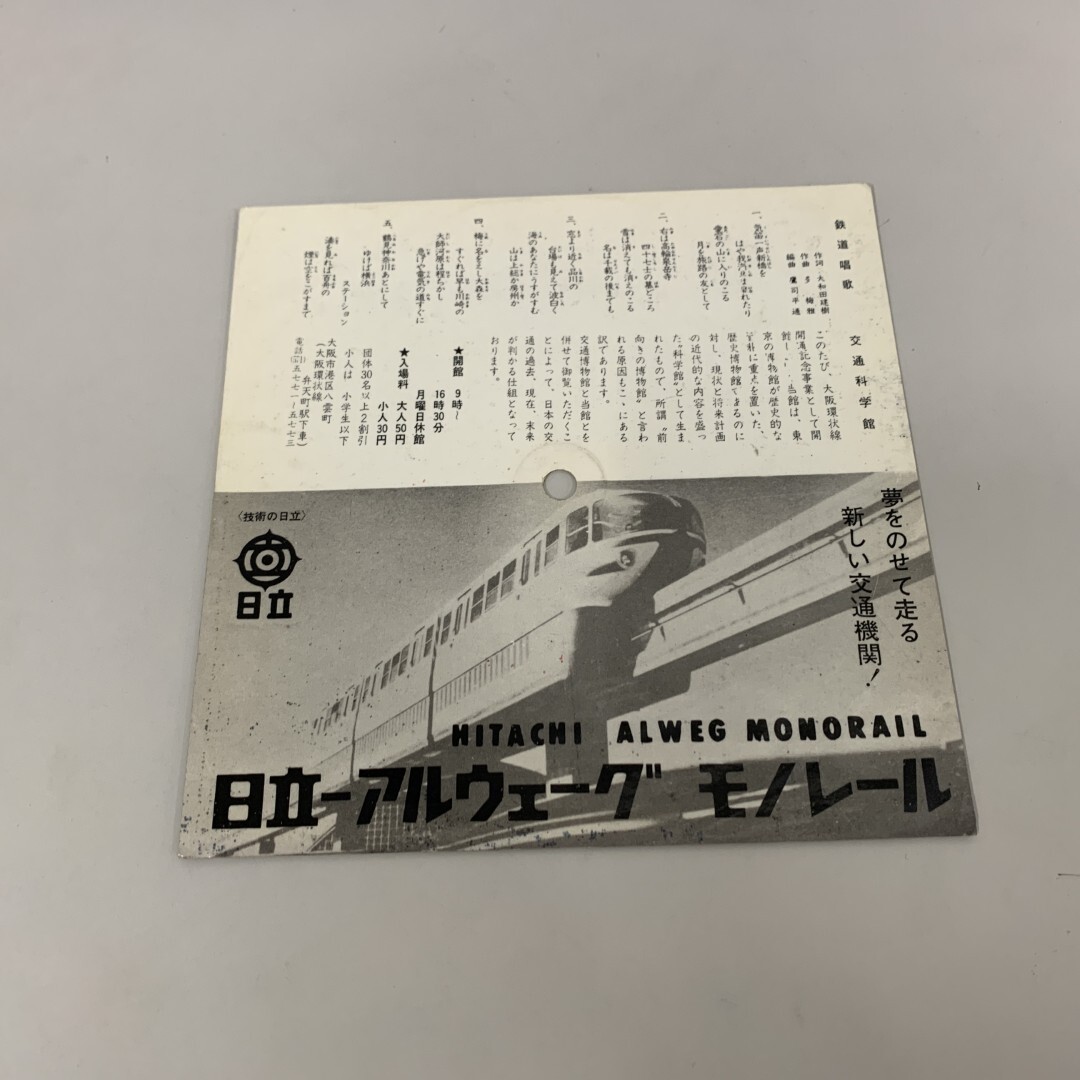 鉄道唱歌
作詞 大和田建樹
作曲 多 梅雅
編曲 鷹司平通
一、気笛一声新橋を
はや我汽車は離れたり
愛宕の山に入りのこる
月を旅路の友として
二、右は高輪泉岳寺
四十七士の墓どころ
雪は消えても消えのこる
名は千載の後までも
三、窓より近く品川の
台場も見えて波白く
海のあなたにうすがすむ
山は上総か房州か
四、梅に名をえし大森を
すぐれば早も川崎の
大師河原は程ちかし
急げや電気の道すぐに
五、鶴見神奈川あとにして
ゆけば横浜
ステーション
湊を見れば百舟の
煙は空をこがすまで
交通科学館
このたび、大阪環状線
開通記念事業として開
館し、当館は、東
京の博物館が歴史的な
に重点を置いた、
歴史博物館であるのに
対し、現状と将来計画
の近代的な内容を盛っ
た“科学館”として生ま
れたもので、所謂“前
向きの博物館”と言わ
れる原因もこゝにある
訳であります。
交通博物館と当館とを
併せて御覧いただくこ
とによって、日本の交
通の過去、現在、未来
が判かる仕組となって
おります。
★開館 9時〜
16時30分
月曜日休館
★入場料 大人50円
小人30円
団体30名以上2割引
小人は 小学生以下
大阪市港区八雲町
(大阪環状線
弁天町駅下車)
電話 五七七一〜五七七三
夢をのせて走る
新しい交通機関!
〈技術の日立〉
日立
HITACHI ALWEG MONORAIL
日立-アルウェーグ モノレール